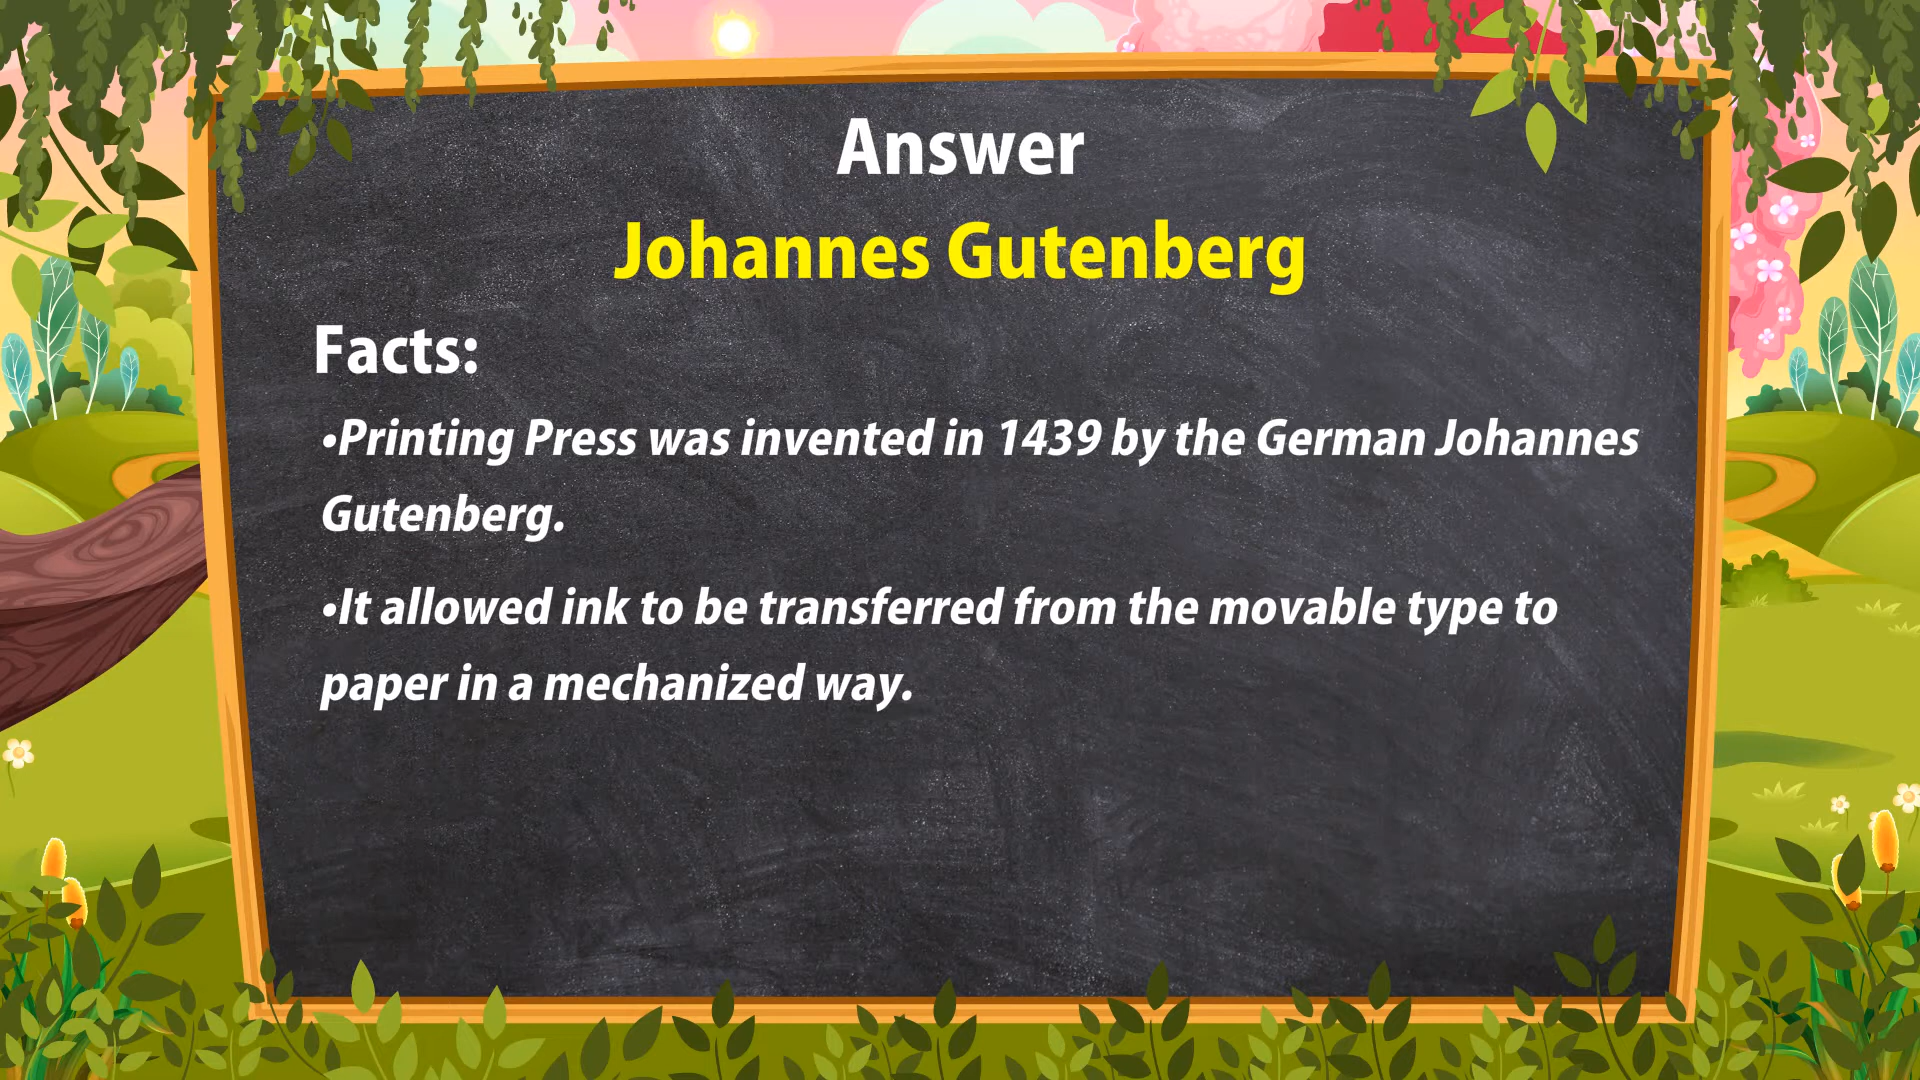 Answer
Johannes Gutenberg
Facts:
•Printing Press was invented in 1439 by the German Johannes
Gutenberg.
•It allowed ink to be transferred from the movable type to
paper in a mechanized way.